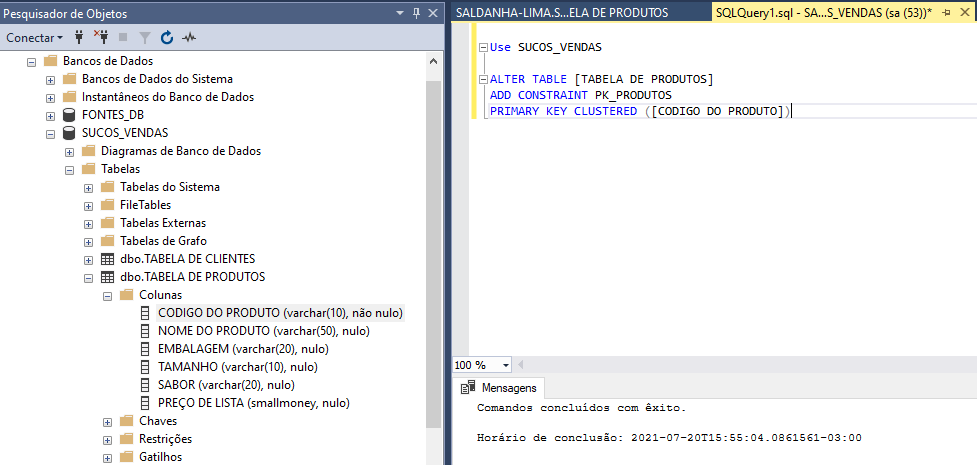 Pesquisador de Objetos
Conectar
Bancos de Dados
Bancos de Dados do Sistema
Instantâneos do Banco de Dados
FONTES_DB
SUCOS_VENDAS
Diagramas de Banco de Dados
Tabelas
Tabelas do Sistema
FileTables
Tabelas Externas
Tabelas de Grafo
dbo.TABELA DE CLIENTES
dbo.TABELA DE PRODUTOS
Colunas
CODIGO DO PRODUTO (varchar(10), não nulo)
NOME DO PRODUTO (varchar(50), nulo)
EMBALAGEM (varchar(20), nulo)
TAMANHO (varchar(10), nulo)
SABOR (varchar(20), nulo)
PREÇO DE LISTA (smallmoney, nulo)
Chaves
Restrições
Gatilhos
SALDANHA-LIMA.S...ELA DE PRODUTOS
SQLQuery1.sql - SA...S_VENDAS (sa (53))*
Use SUCOS_VENDAS
ALTER TABLE [TABELA DE PRODUTOS]
ADD CONSTRAINT PK_PRODUTOS
PRIMARY KEY CLUSTERED ([CODIGO DO PRODUTO])
100 %
Mensagens
Comandos concluídos com êxito.
Horário de conclusão: 2021-07-20T15:55:04.0861561-03:00